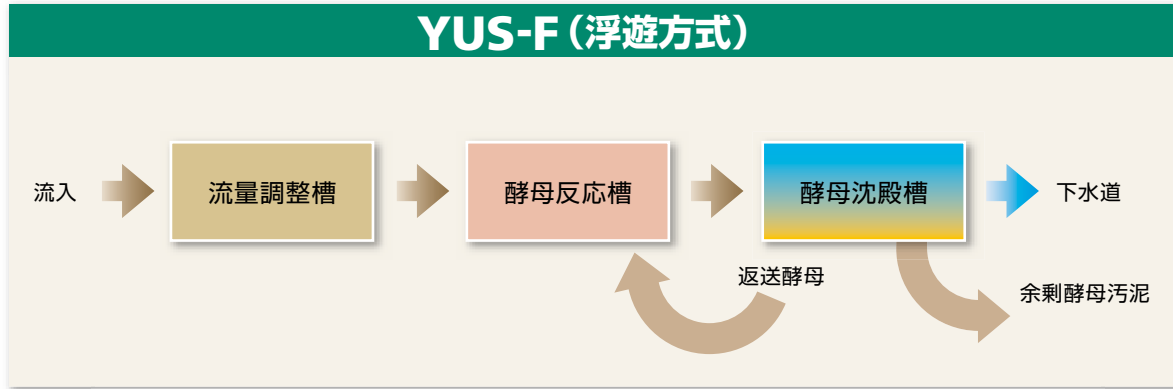 YUS-F(浮遊方式)
流入
流量調整槽
酵母反応槽
酵母沈殿槽
下水道
返送酵母
余剰酵母汚泥